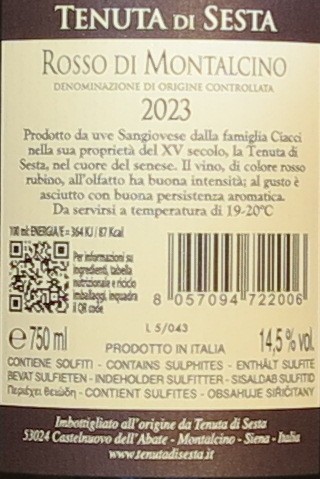 TENUTA DI SESTA
ROSSO DI MONTALCINO
DENOMINAZIONE DI ORIGINE CONTROLLATA
2023
Prodotto da uve Sangiovese dalla famiglia Ciacci
nella sua proprietà del XV secolo, la Tenuta di
Sesta, nel cuore del senese. Il vino, di colore rosso
rubino, all'olfatto ha buona intensità; al gusto è
asciutto con buona persistenza aromatica.
Da servirsi a temperatura di 19-20°C
100 ml: ENERGIA/E = 364 KJ / 87 Kcal
Per informazioni su
ingredienti, tabella
nutrizionale e riciclo
imballaggi, inquadra
il QR code
8 057094 722006
L 5/043
e 750 ml
PRODOTTO IN ITALIA
14,5% vol.
CONTIENE SOLFITI - CONTAINS SULPHITES - ENTHÄLT SULFITE
BEVAT SULFIETEN - INDEHOLDER SULFITTER - SISALDAB SULFITID
Περιέχει Θειώδη - CONTIENT SULFITES - OBSAHUJE SIŘIČITANY
Imbottigliato all'origine da Tenuta di Sesta
53024 Castelnuovo dell'Abate - Montalcino - Siena - Italia
www.tenutadisesta.it